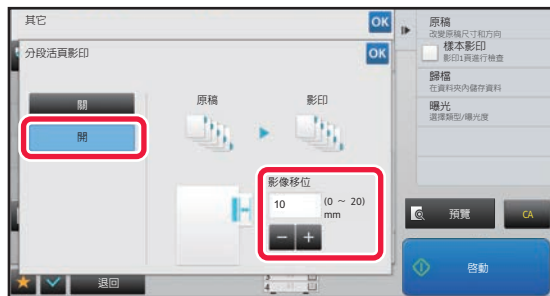 其它
OK
分段活頁影印
OK
關
開
原稿
影印
影像移位
10
(0 ~ 20)
mm
退回
原稿
改變原稿尺寸和方向
樣本影印
影印1頁進行檢查
歸檔
在資料夾內儲存資料
曝光
選擇類型/曝光度
預覽
CA
啓動